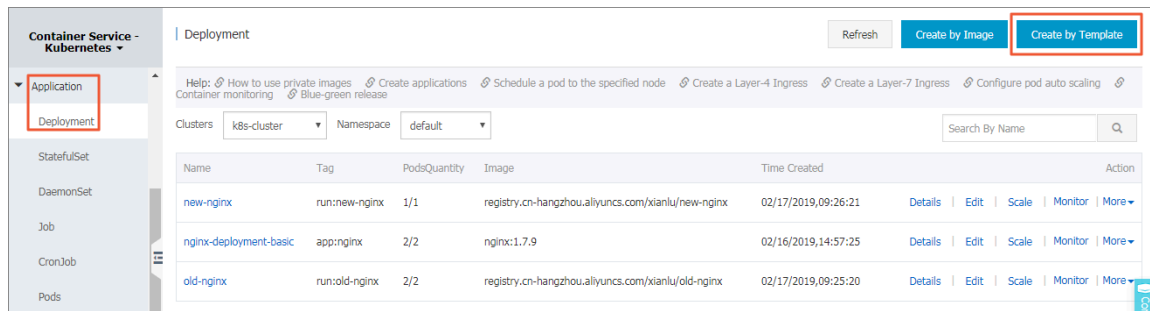 Container Service -
Kubernetes
Application
Deployment
StatefulSet
DaemonSet
Job
CronJob
Pods
Deployment
Refresh
Create by Image
Create by Template
Help: How to use private images Create applications Schedule a pod to the specified node Create a Layer-4 Ingress Create a Layer-7 Ingress Configure pod auto scaling
Container monitoring Blue-green release
Clusters k8s-cluster Namespace default Search By Name
Name Tag PodsQuantity Image Time Created Action
new-nginx run:new-nginx 1/1 registry.cn-hangzhou.aliyuncs.com/xianlu/new-nginx 02/17/2019,09:26:21 Details | Edit | Scale | Monitor | More
nginx-deployment-basic app:nginx 2/2 nginx:1.7.9 02/16/2019,14:57:25 Details | Edit | Scale | Monitor | More
old-nginx run:old-nginx 2/2 registry.cn-hangzhou.aliyuncs.com/xianlu/old-nginx 02/17/2019,09:25:20 Details | Edit | Scale | Monitor | More